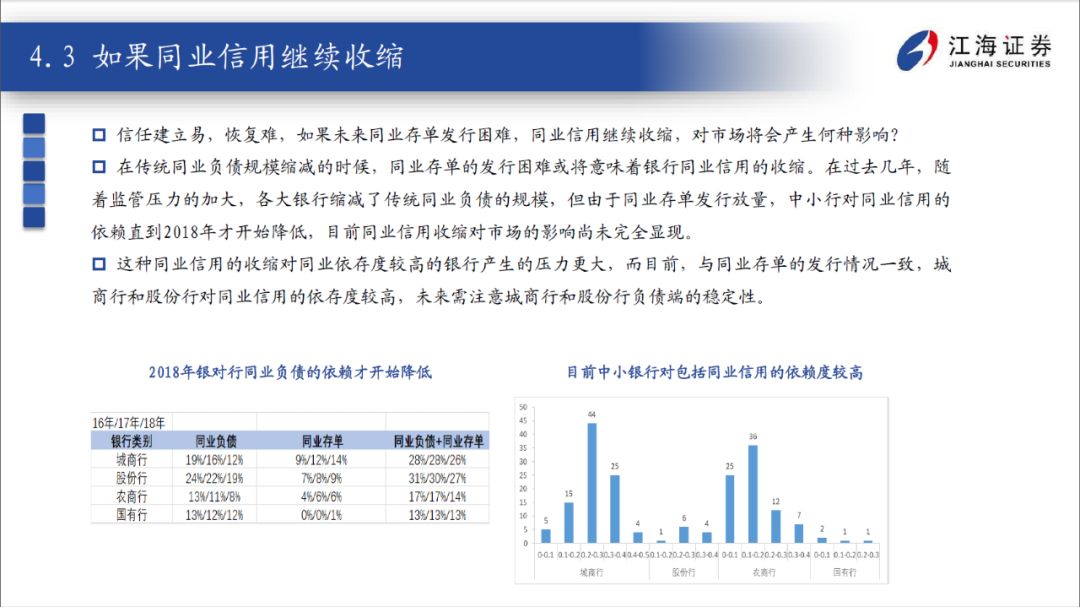 4.3 如果同业信用继续收缩
江海证券
JIANGHAI SECURITIES
信任建立易，恢复难，如果未来同业存单发行困难，同业信用继续收缩，对市场将会产生何种影响？
在传统同业负债规模缩减的时候，同业存单的发行困难或将意味着银行同业信用的收缩。在过去几年，随
着监管压力的加大，各大银行缩减了传统同业负债的规模，但由于同业存单发行放量，中小行对同业信用的
依赖直到2018年才开始降低，目前同业信用收缩对市场的影响尚未完全显现。
这种同业信用的收缩对同业依存度较高的银行产生的压力更大，而目前，与同业存单的发行情况一致，城
商行和股份行对同业信用的依存度较高，未来需注意城商行和股份行负债端的稳定性。
2018年银对行同业负债的依赖才开始降低
16年/17年/18年
银行类别 同业负债 同业存单 同业负债+同业存单
城商行 19%/16%/12% 9%/12%/14% 28%/28%/26%
股份行 24%/22%/19% 7%/8%/9% 31%/30%/27%
农商行 13%/11%/8% 4%/6%/6% 17%/17%/14%
国有行 13%/12%/12% 0%/0%/1% 13%/13%/13%
目前中小银行对包括同业信用的依赖度较高
50
45
40
35
30
25
20
15
10
5
0
5 15 44 25 4 1 6 4 25 36 12 7 2 1 1
0-0.1 0.1-0.2 0.2-0.3 0.3-0.4 0.4-0.5 0.1-0.2 0.2-0.3 0.3-0.4 0-0.1 0.1-0.2 0.2-0.3 0.3-0.4 0-0.1 0.1-0.2 0.2-0.3
城商行 股份行 农商行 国有行